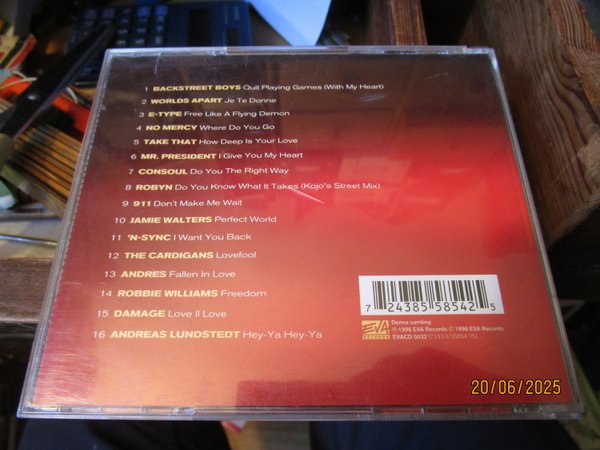 1 BACKSTREET BOYS Quit Playing Games (With My Heart)
2 WORLDS APART Je Te Donne
3 E-TYPE Free Like A Flying Demon
4 NO MERCY Where Do You Go
5 TAKE THAT How Deep Is Your Love
6 MR. PRESIDENT I Give You My Heart
7 CONSOUL Do You The Right Way
8 ROBYN Do You Know What It Takes (Kojo's Street Mix)
9 911 Don't Make Me Wait
10 JAMIE WALTERS Perfect World
11 'N-SYNC I Want You Back
12 THE CARDIGANS Lovefool
13 ANDRES Fallen In Love
14 ROBBIE WILLIAMS Freedom
15 DAMAGE Love II Love
16 ANDREAS LUNDSTEDT Hey-Ya Hey-Ya
7 24385 58542 5
EVA RECORDS
Denna samling
℗ 1996 EVA Records © 1996 EVA Records
EVACD 5032
20/06/2025